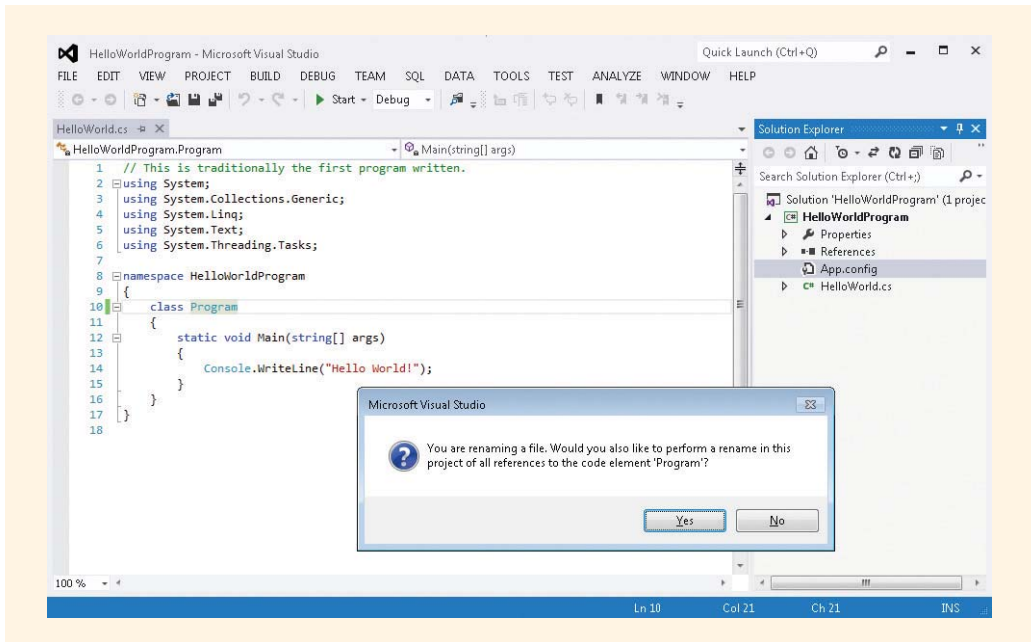 HelloWorldProgram - Microsoft Visual Studio
Quick Launch (Ctrl+Q)
FILE EDIT VIEW PROJECT BUILD DEBUG TEAM SQL DATA TOOLS TEST ANALYZE WINDOW HELP
Start Debug
HelloWorld.cs
HelloWorldProgram.Program
Main(string[] args)
1 // This is traditionally the first program written.
2 using System;
3 using System.Collections.Generic;
4 using System.Linq;
5 using System.Text;
6 using System.Threading.Tasks;
7
8 namespace HelloWorldProgram
9 {
10 class Program
11 {
12 static void Main(string[] args)
13 {
14 Console.WriteLine("Hello World!");
15 }
16 }
17 }
18
Solution Explorer
Search Solution Explorer (Ctrl+;)
Solution 'HelloWorldProgram' (1 projec
C# HelloWorldProgram
Properties
References
App.config
C# HelloWorld.cs
Microsoft Visual Studio
You are renaming a file. Would you also like to perform a rename in this
project of all references to the code element 'Program'?
Yes No
100 %
Ln 10 Col 21 Ch 21 INS